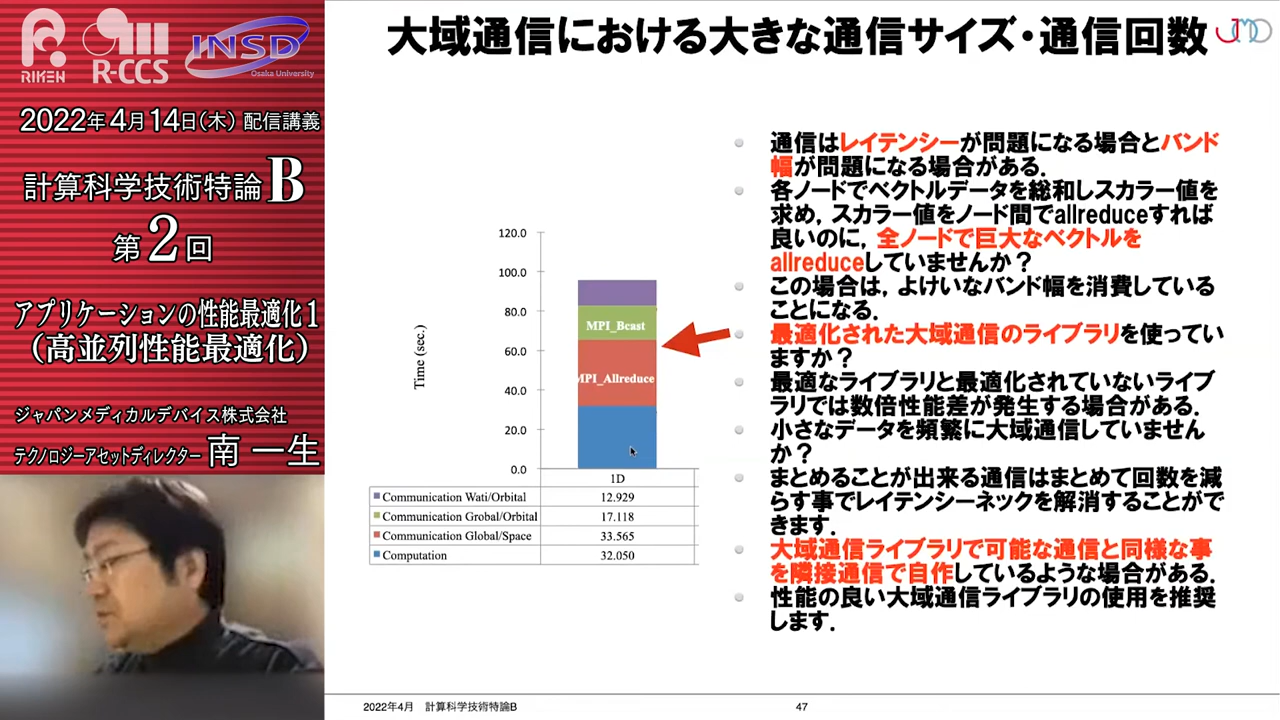 RIKEN
R-CCS
INSD
Osaka University
2022年4月14日(木) 配信講義
計算科学技術特論B
第2回
アプリケーションの性能最適化1
(高並列性能最適化)
ジャパンメディカルデバイス株式会社
テクノロジーアセットディレクター 南 一生
大域通信における大きな通信サイズ・通信回数
JMD
120.0
100.0
80.0
60.0
40.0
20.0
0.0
Time (sec.)
MPI_Bcast
MPI_Allreduce
1D
Communication Wati/Orbital 12.929
Communication Grobal/Orbital 17.118
Communication Global/Space 33.565
Computation 32.050
通信はレイテンシーが問題になる場合とバンド
幅が問題になる場合がある．
各ノードでベクトルデータを総和しスカラー値を
求め，スカラー値をノード間でallreduceすれば
良いのに，全ノードで巨大なベクトルを
allreduceしていませんか？
この場合は，よけいなバンド幅を消費している
ことになる．
最適化された大域通信のライブラリを使ってい
ますか？
最適なライブラリと最適化されていないライブ
ラリでは数倍性能差が発生する場合がある．
小さなデータを頻繁に大域通信していません
か？
まとめることが出来る通信はまとめて回数を減
らす事でレイテンシーネックを解消することがで
きます．
大域通信ライブラリで可能な通信と同様な事
を隣接通信で自作しているような場合がある．
性能の良い大域通信ライブラリの使用を推奨
します．
2022年4月 計算科学技術特論B
47